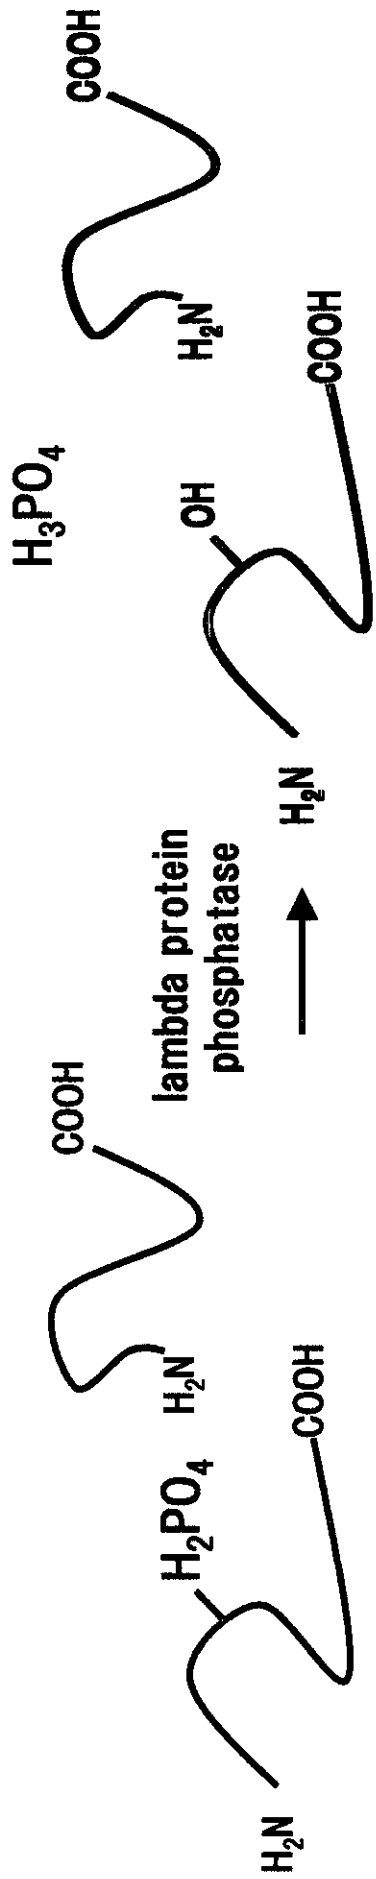 H₂N
H₂PO₄
COOH
H₂N
COOH
lambda protein
phosphatase
H₂N
OH
COOH
H₃PO₄
H₂N
COOH